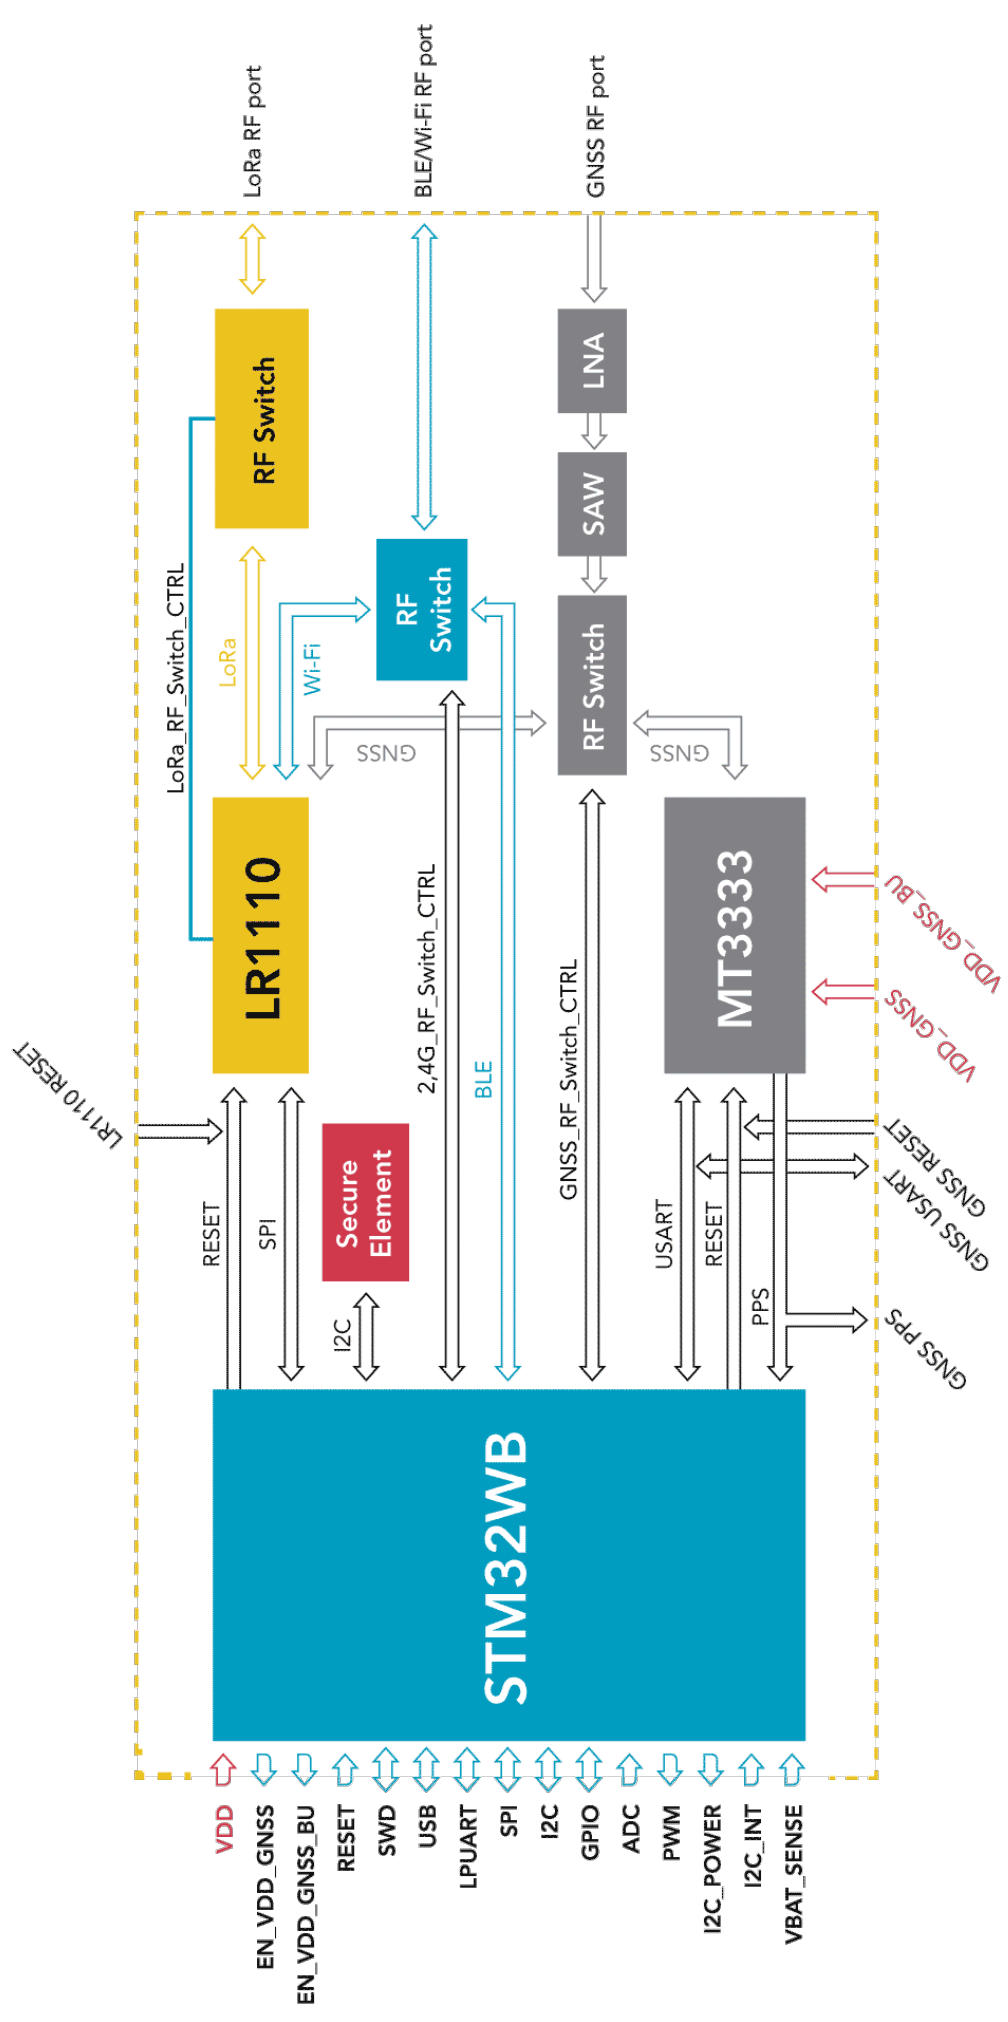 VDD
EN_VDD_GNSS
EN_VDD_GNSS_BU
RESET
SWD
USB
LPUART
SPI
I2C
GPIO
ADC
PWM
I2C_POWER
I2C_INT
VBAT_SENSE
STM32WB
LR1110 RESET
RESET
SPI
I2C
Secure
Element
2,4G_RF_Switch_CTRL
BLE
GNSS_RF_Switch_CTRL
USART
RESET
PPS
GNSS PPS
GNSS USART
GNSS RESET
VDD_GNSS
VDD_GNSS_BU
LR1110
MT3333
LoRa_RF_Switch_CTRL
LoRa
Wi-Fi
GNSS
GNSS
RF Switch
RF
Switch
RF Switch
SAW
LNA
LoRa RF port
BLE/Wi-Fi RF port
GNSS RF port